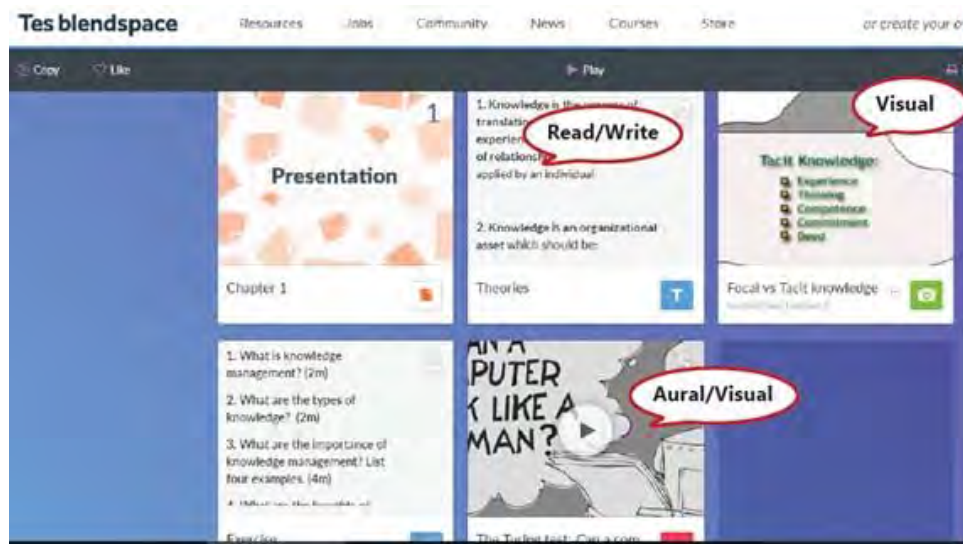 Tes blendspace
Resources Jobs Community News Courses Store or create your o
Copy Like Play
1
Presentation
Chapter 1
1. Knowledge is the
translatio
experien
of relations
applied by an individual
2. Knowledge is an organizational
asset which should be:
Read/Write
Theories
T
Visual
Tacit Knowledge:
Experience
Thinking
Competence
Commitment
Deed
Focal vs Tacit knowledge
1. What is knowledge
management? (2m)
2. What are the types of
knowledge? (2m)
3. What are the importance of
knowledge management? List
four examples. (4m)
Exercise
AN A
PUTER
K LIKE A
MAN?
Aural/Visual
The Turing test: Can a com